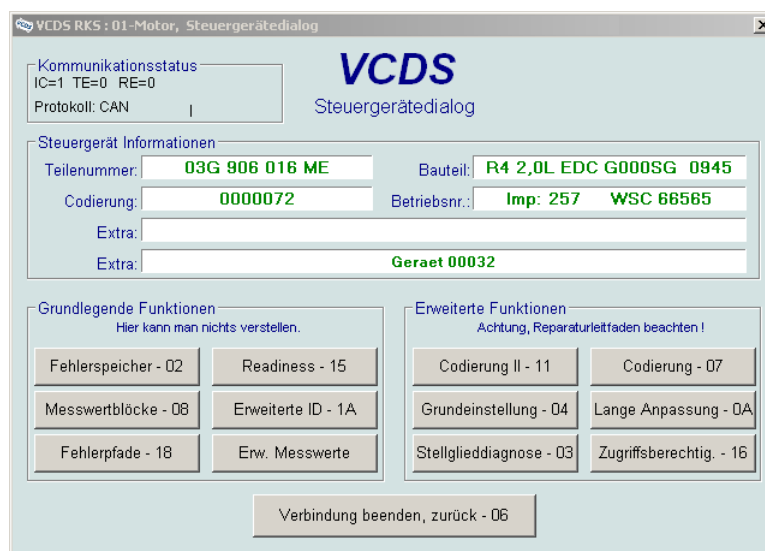 VCDS RKS : 01-Motor, Steuergerätedialog
Kommunikationsstatus
IC=1 TE=0 RE=0
Protokoll: CAN |
VCDS
Steuergerätedialog
Steuergerät Informationen
Teilenummer: 03G 906 016 ME
Bauteil: R4 2,0L EDC G000SG 0945
Codierung: 0000072
Betriebsnr.: Imp: 257 WSC 66565
Extra:
Extra: Geraet 00032
Grundlegende Funktionen
Hier kann man nichts verstellen.
Fehlerspeicher - 02
Readiness - 15
Messwertblöcke - 08
Erweiterte ID - 1A
Fehlerpfade - 18
Erw. Messwerte
Erweiterte Funktionen
Achtung, Reparaturleitfaden beachten !
Codierung II - 11
Codierung - 07
Grundeinstellung - 04
Lange Anpassung - 0A
Stellglieddiagnose - 03
Zugriffsberechtig. - 16
Verbindung beenden, zurück - 06